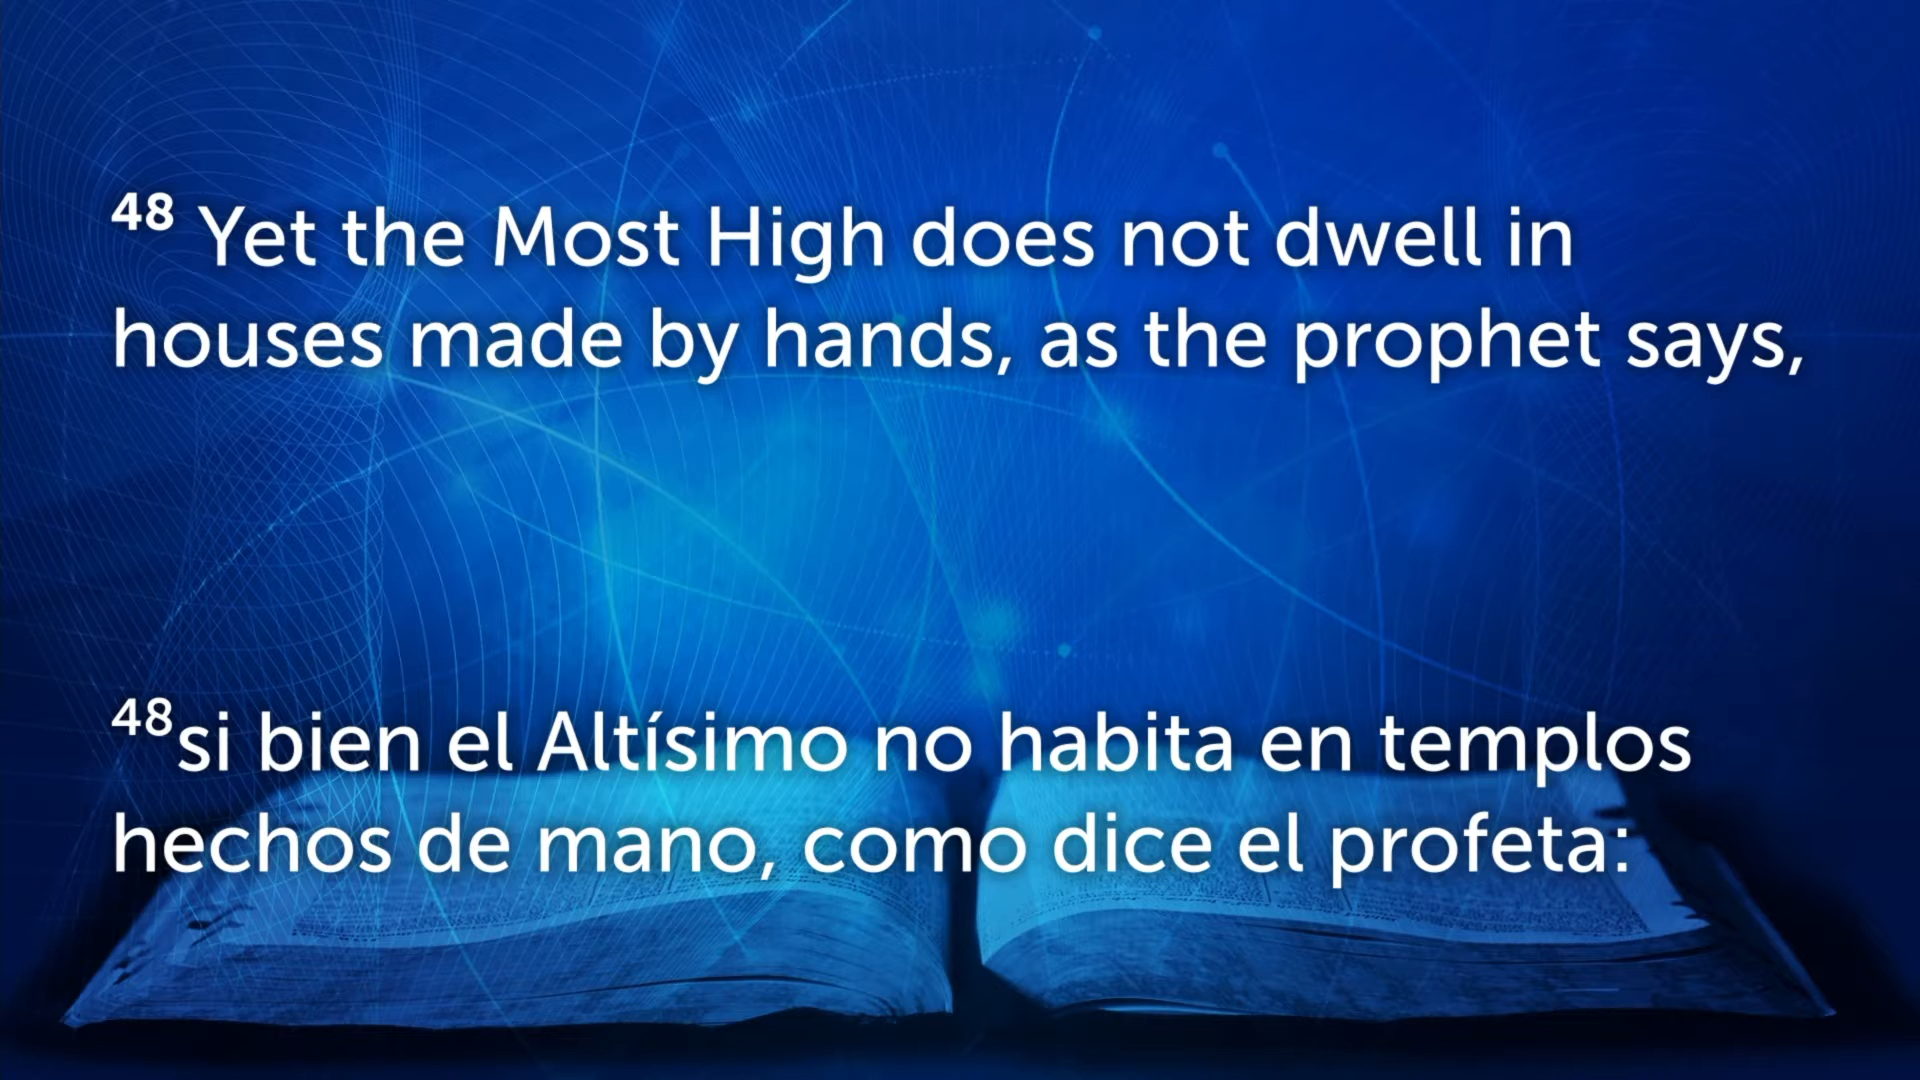 48 Yet the Most High does not dwell in
houses made by hands, as the prophet says,
48si bien el Altísimo no habita en templos
hechos de mano, como dice el profeta: